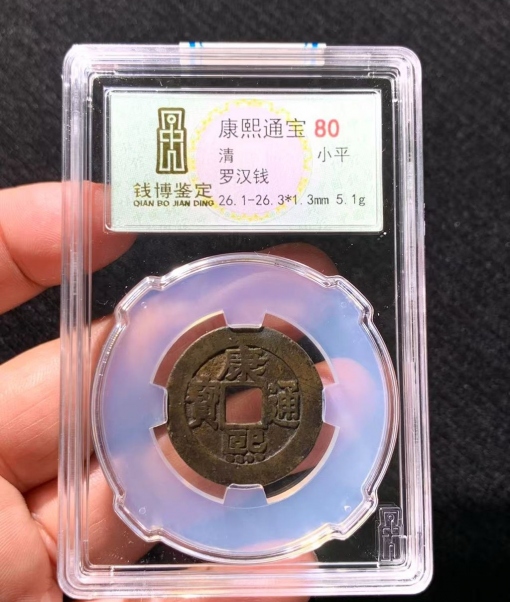 康熙通宝 80
清 小平
罗汉钱
钱博鉴定
QIAN BO JIAN DING 26.1-26.3*1.3mm 5.1g
康
寶 通
熙